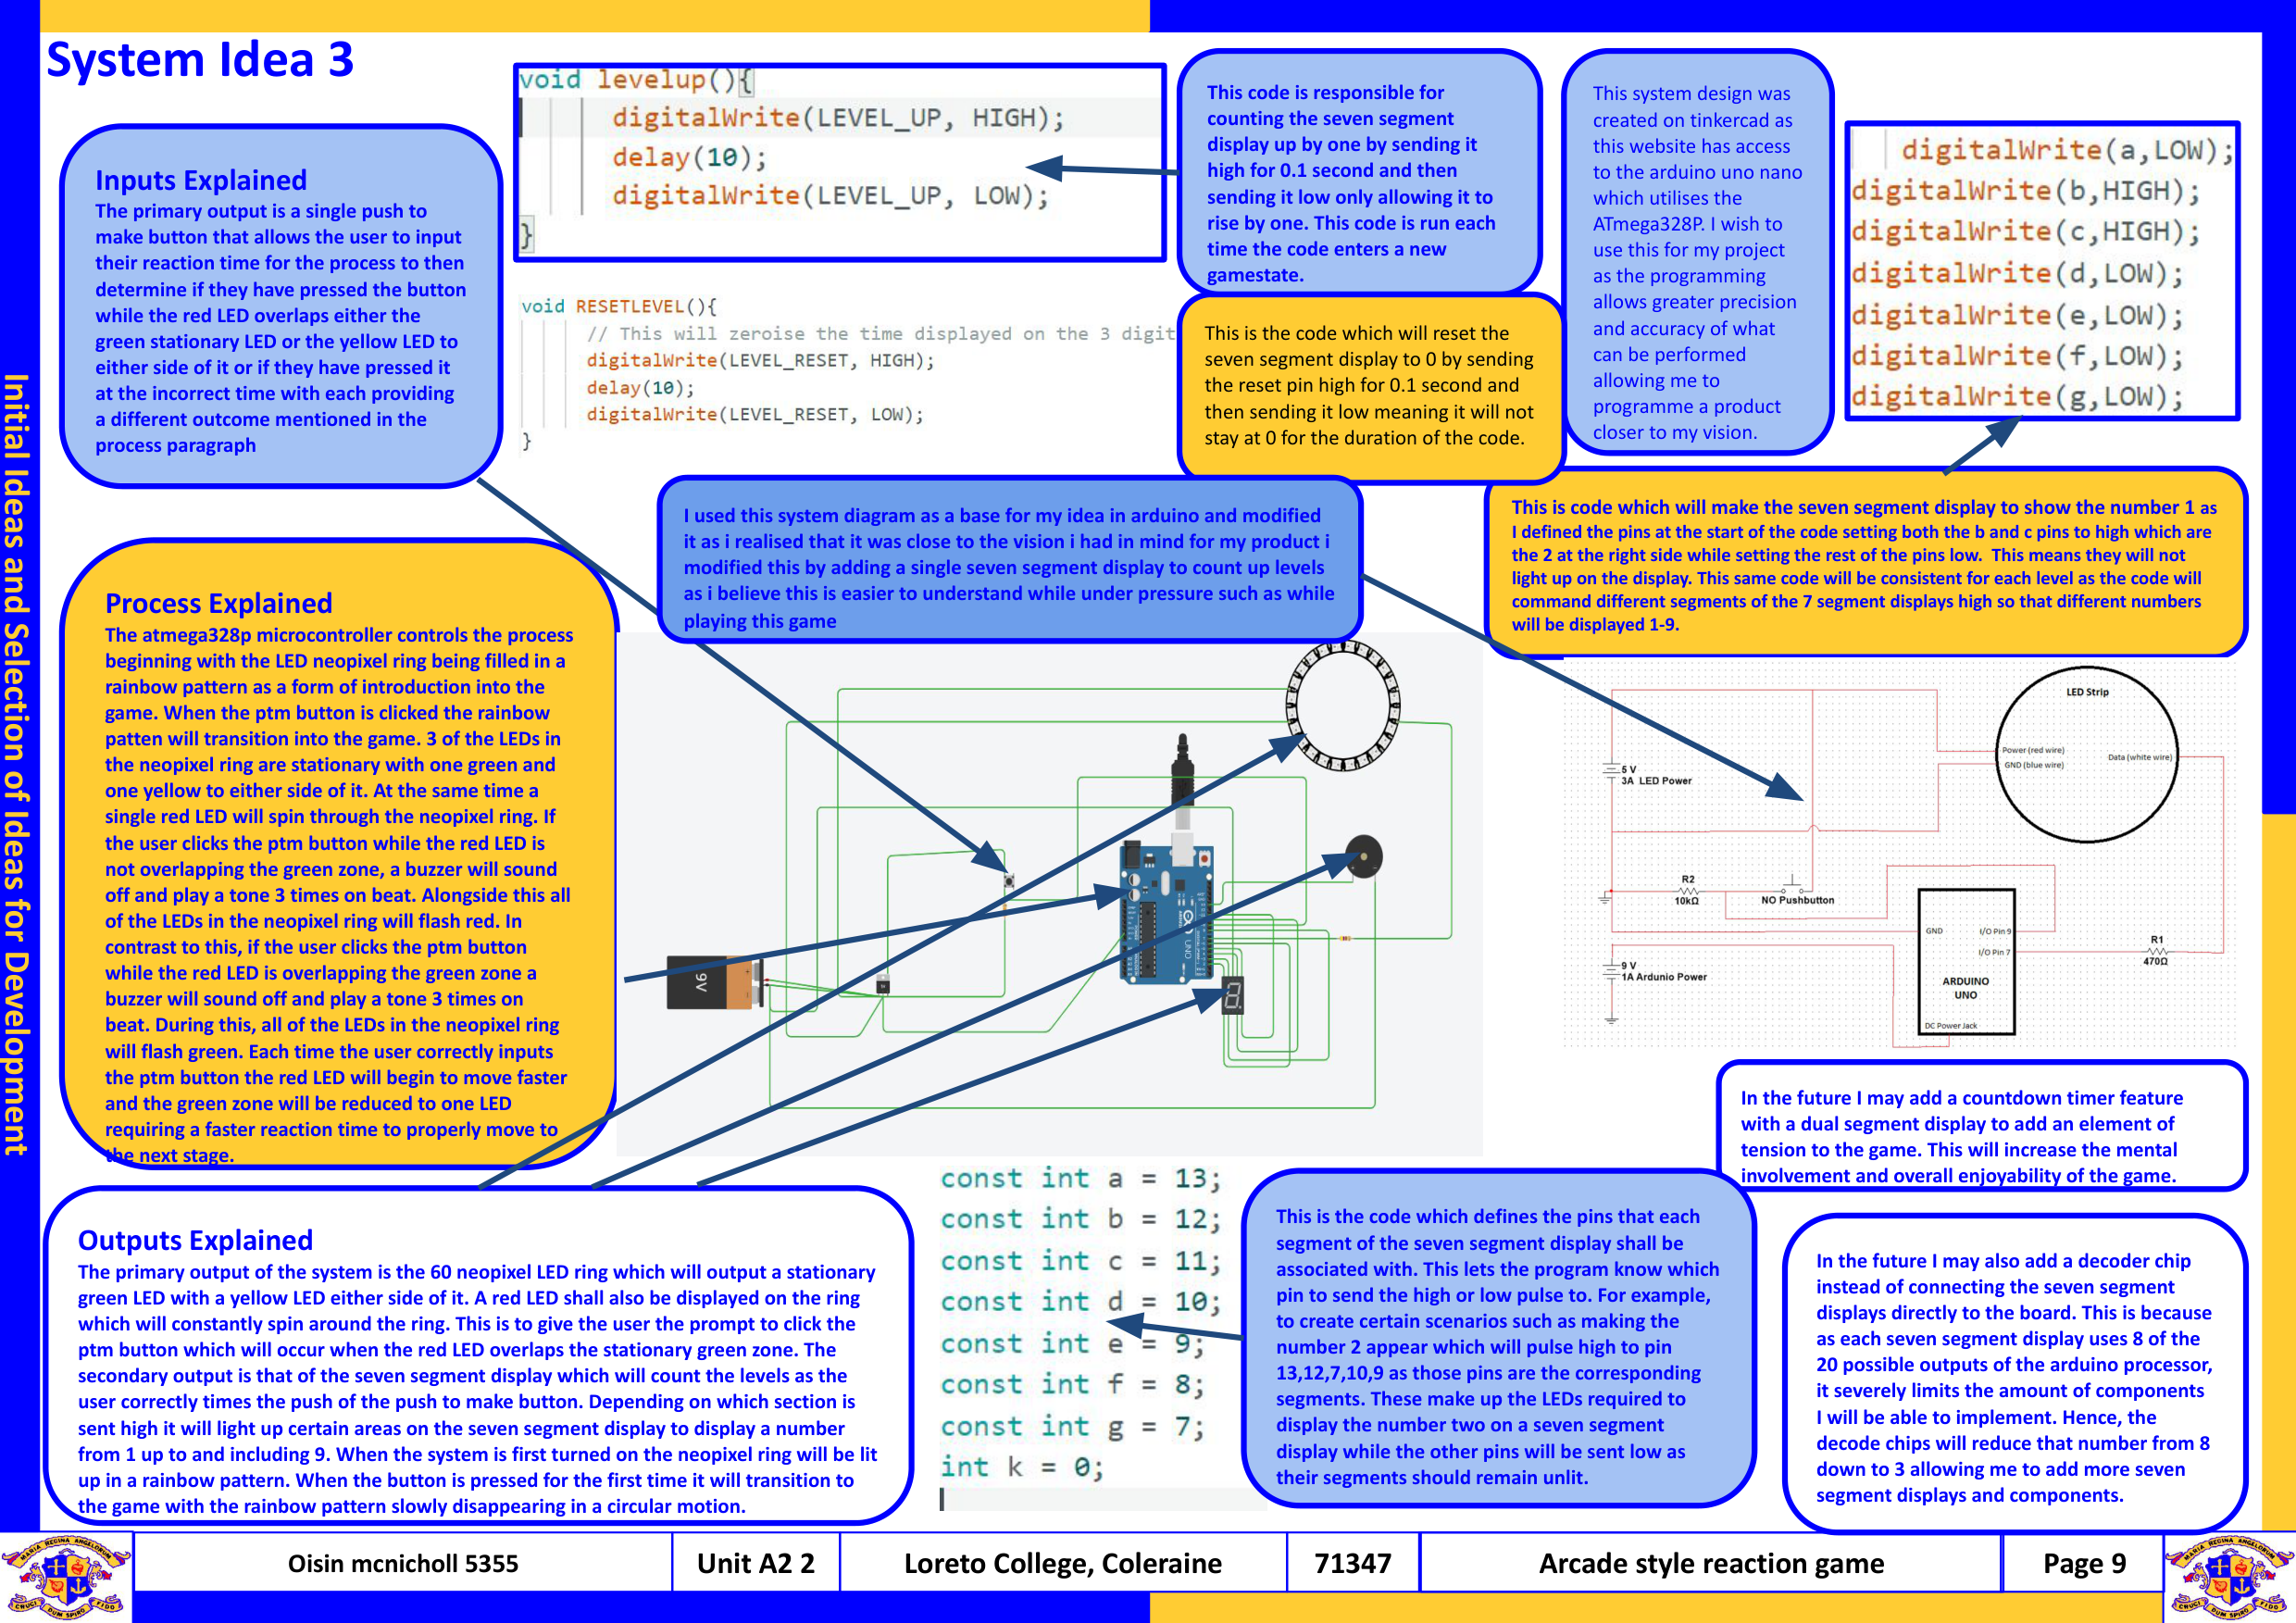 System Idea 3
Initial Ideas and Selection of Ideas for Development
Inputs Explained
The primary output is a single push to
make button that allows the user to input
their reaction time for the process to then
determine if they have pressed the button
while the red LED overlaps either the
green stationary LED or the yellow LED to
either side of it or if they have pressed it
at the incorrect time with each providing
a different outcome mentioned in the
process paragraph
void levelup(){
digitalWrite(LEVEL_UP, HIGH);
delay(10);
digitalWrite(LEVEL_UP, LOW);
}
This code is responsible for
counting the seven segment
display up by one by sending it
high for 0.1 second and then
sending it low only allowing it to
rise by one. This code is run each
time the code enters a new
gamestate.
void RESETLEVEL(){
// This will zeroise the time displayed on the 3 digit
digitalWrite(LEVEL_RESET, HIGH);
delay(10);
digitalWrite(LEVEL_RESET, LOW);
}
This is the code which will reset the
seven segment display to 0 by sending
the reset pin high for 0.1 second and
then sending it low meaning it will not
stay at 0 for the duration of the code.
This system design was
created on tinkercad as
this website has access
to the arduino uno nano
which utilises the
ATmega328P. I wish to
use this for my project
as the programming
allows greater precision
and accuracy of what
can be performed
allowing me to
programme a product
closer to my vision.
digitalWrite(a,LOW);
digitalWrite(b,HIGH);
digitalWrite(c,HIGH);
digitalWrite(d,LOW);
digitalWrite(e,LOW);
digitalWrite(f,LOW);
digitalWrite(g,LOW);
This is code which will make the seven segment display to show the number 1 as
I defined the pins at the start of the code setting both the b and c pins to high which are
the 2 at the right side while setting the rest of the pins low.  This means they will not
light up on the display. This same code will be consistent for each level as the code will
command different segments of the 7 segment displays high so that different numbers
will be displayed 1-9.
I used this system diagram as a base for my idea in arduino and modified
it as i realised that it was close to the vision i had in mind for my product i
modified this by adding a single seven segment display to count up levels
as i believe this is easier to understand while under pressure such as while
playing this game
Process Explained
The atmega328p microcontroller controls the process
beginning with the LED neopixel ring being filled in a
rainbow pattern as a form of introduction into the
game. When the ptm button is clicked the rainbow
patten will transition into the game. 3 of the LEDs in
the neopixel ring are stationary with one green and
one yellow to either side of it. At the same time a
single red LED will spin through the neopixel ring. If
the user clicks the ptm button while the red LED is
not overlapping the green zone, a buzzer will sound
off and play a tone 3 times on beat. Alongside this all
of the LEDs in the neopixel ring will flash red. In
contrast to this, if the user clicks the ptm button
while the red LED is overlapping the green zone a
buzzer will sound off and play a tone 3 times on
beat. During this, all of the LEDs in the neopixel ring
will flash green. Each time the user correctly inputs
the ptm button the red LED will begin to move faster
and the green zone will be reduced to one LED
requiring a faster reaction time to properly move to
the next stage.
9V
UNO
LED Strip
Power (red wire)
GND (blue wire)
Data (white wire)
5 V
3A  LED Power
R2
10kΩ
NO Pushbutton
GND
I/O Pin 9
I/O Pin 7
R1
470Ω
9 V
1A Ardunio Power
ARDUINO
UNO
DC Power Jack
In the future I may add a countdown timer feature
with a dual segment display to add an element of
tension to the game. This will increase the mental
involvement and overall enjoyability of the game.
Outputs Explained
The primary output of the system is the 60 neopixel LED ring which will output a stationary
green LED with a yellow LED either side of it. A red LED shall also be displayed on the ring
which will constantly spin around the ring. This is to give the user the prompt to click the
ptm button which will occur when the red LED overlaps the stationary green zone. The
secondary output is that of the seven segment display which will count the levels as the
user correctly times the push of the push to make button. Depending on which section is
sent high it will light up certain areas on the seven segment display to display a number
from 1 up to and including 9. When the system is first turned on the neopixel ring will be lit
up in a rainbow pattern. When the button is pressed for the first time it will transition to
the game with the rainbow pattern slowly disappearing in a circular motion.
const int a = 13;
const int b = 12;
const int c = 11;
const int d = 10;
const int e = 9;
const int f = 8;
const int g = 7;
int k = 0;
This is the code which defines the pins that each
segment of the seven segment display shall be
associated with. This lets the program know which
pin to send the high or low pulse to. For example,
to create certain scenarios such as making the
number 2 appear which will pulse high to pin
13,12,7,10,9 as those pins are the corresponding
segments. These make up the LEDs required to
display the number two on a seven segment
display while the other pins will be sent low as
their segments should remain unlit.
In the future I may also add a decoder chip
instead of connecting the seven segment
displays directly to the board. This is because
as each seven segment display uses 8 of the
20 possible outputs of the arduino processor,
it severely limits the amount of components
I will be able to implement. Hence, the
decode chips will reduce that number from 8
down to 3 allowing me to add more seven
segment displays and components.
MARIA REGINA ANGELORUM
CRUCI DUM SPIRO FIDO
Oisin mcnicholl 5355
Unit A2 2
Loreto College, Coleraine
71347
Arcade style reaction game
Page 9
MARIA REGINA ANGELORUM
CRUCI DUM SPIRO FIDO